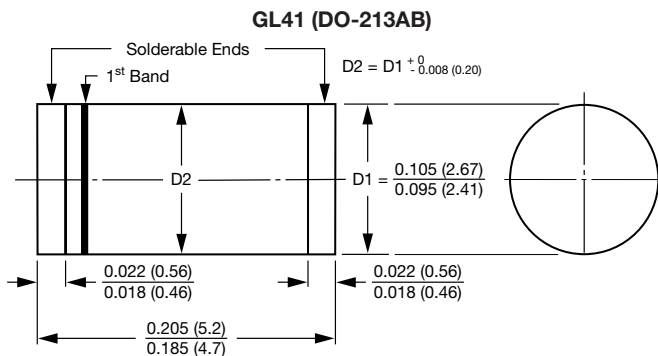 GL41 (DO-213AB)
Solderable Ends
D2 = D1 + 0
- 0.008 (0.20)
1st Band
D2
D1 = 0.105 (2.67)
0.095 (2.41)
0.022 (0.56)
0.018 (0.46)
0.022 (0.56)
0.018 (0.46)
0.205 (5.2)
0.185 (4.7)